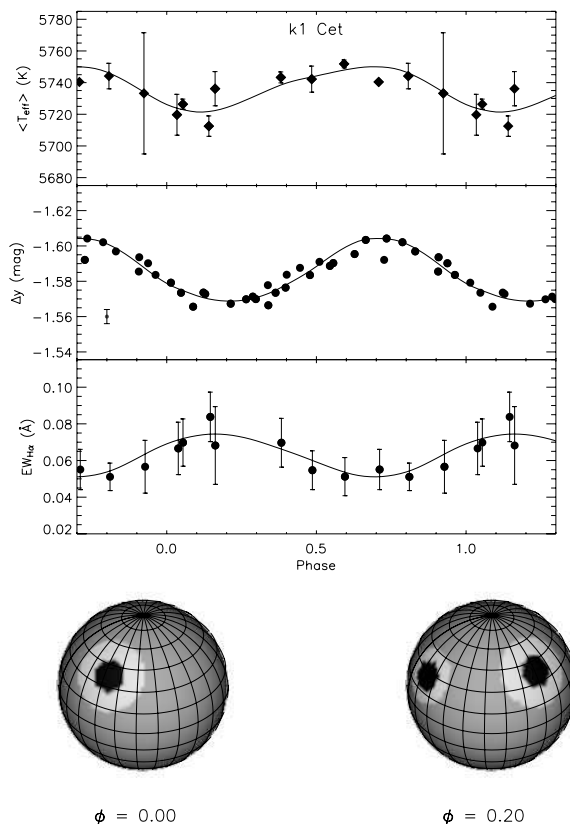 k1 Cet
<T_eff> (K)
5780
5760
5740
5720
5700
5680
Δy (mag)
-1.62
-1.60
-1.58
-1.56
-1.54
EW_Hα (Å)
0.10
0.08
0.06
0.04
0.02
0.0 0.5 1.0
Phase
ϕ = 0.00 ϕ = 0.20